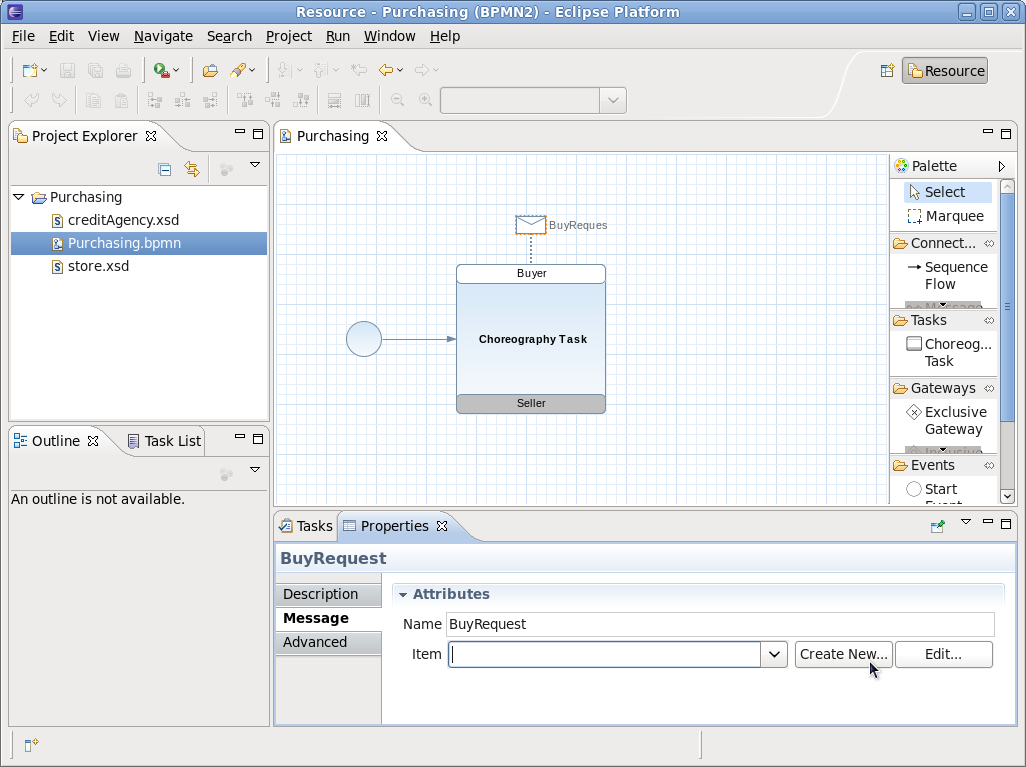 Resource - Purchasing (BPMN2) - Eclipse Platform
File Edit View Navigate Search Project Run Window Help
Resource
Project Explorer
Purchasing
creditAgency.xsd
Purchasing.bpmn
store.xsd
Outline
Task List
An outline is not available.
Purchasing
BuyReques
Buyer
Choreography Task
Seller
Palette
Select
Marquee
Connect...
Sequence
Flow
Tasks
Choreog...
Task
Gateways
Exclusive
Gateway
Events
Start
Event
Tasks
Properties
BuyRequest
Description
Message
Advanced
Attributes
Name BuyRequest
Item
Create New...
Edit...